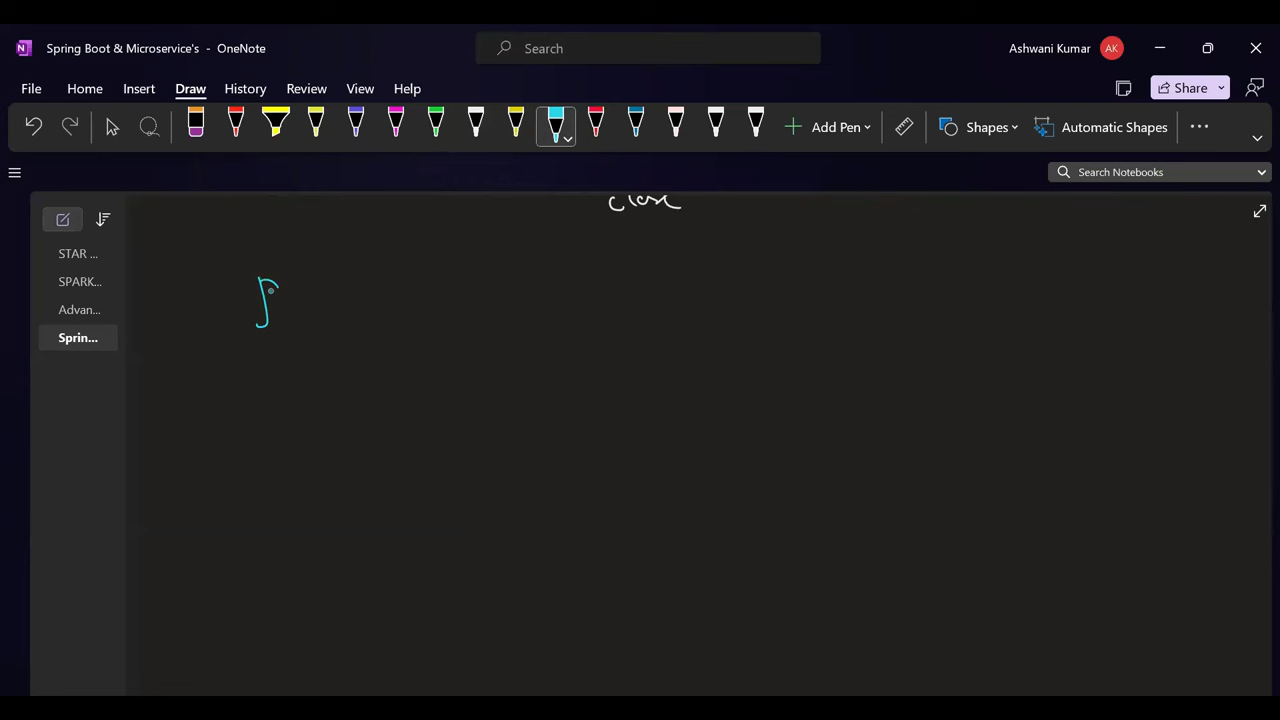 Spring Boot & Microservice's - OneNote
Search
Ashwani Kumar AK
File Home Insert Draw History Review View Help
Share
Add Pen
Shapes
Automatic Shapes
Search Notebooks
STAR ...
SPARK...
Advan...
Sprin...